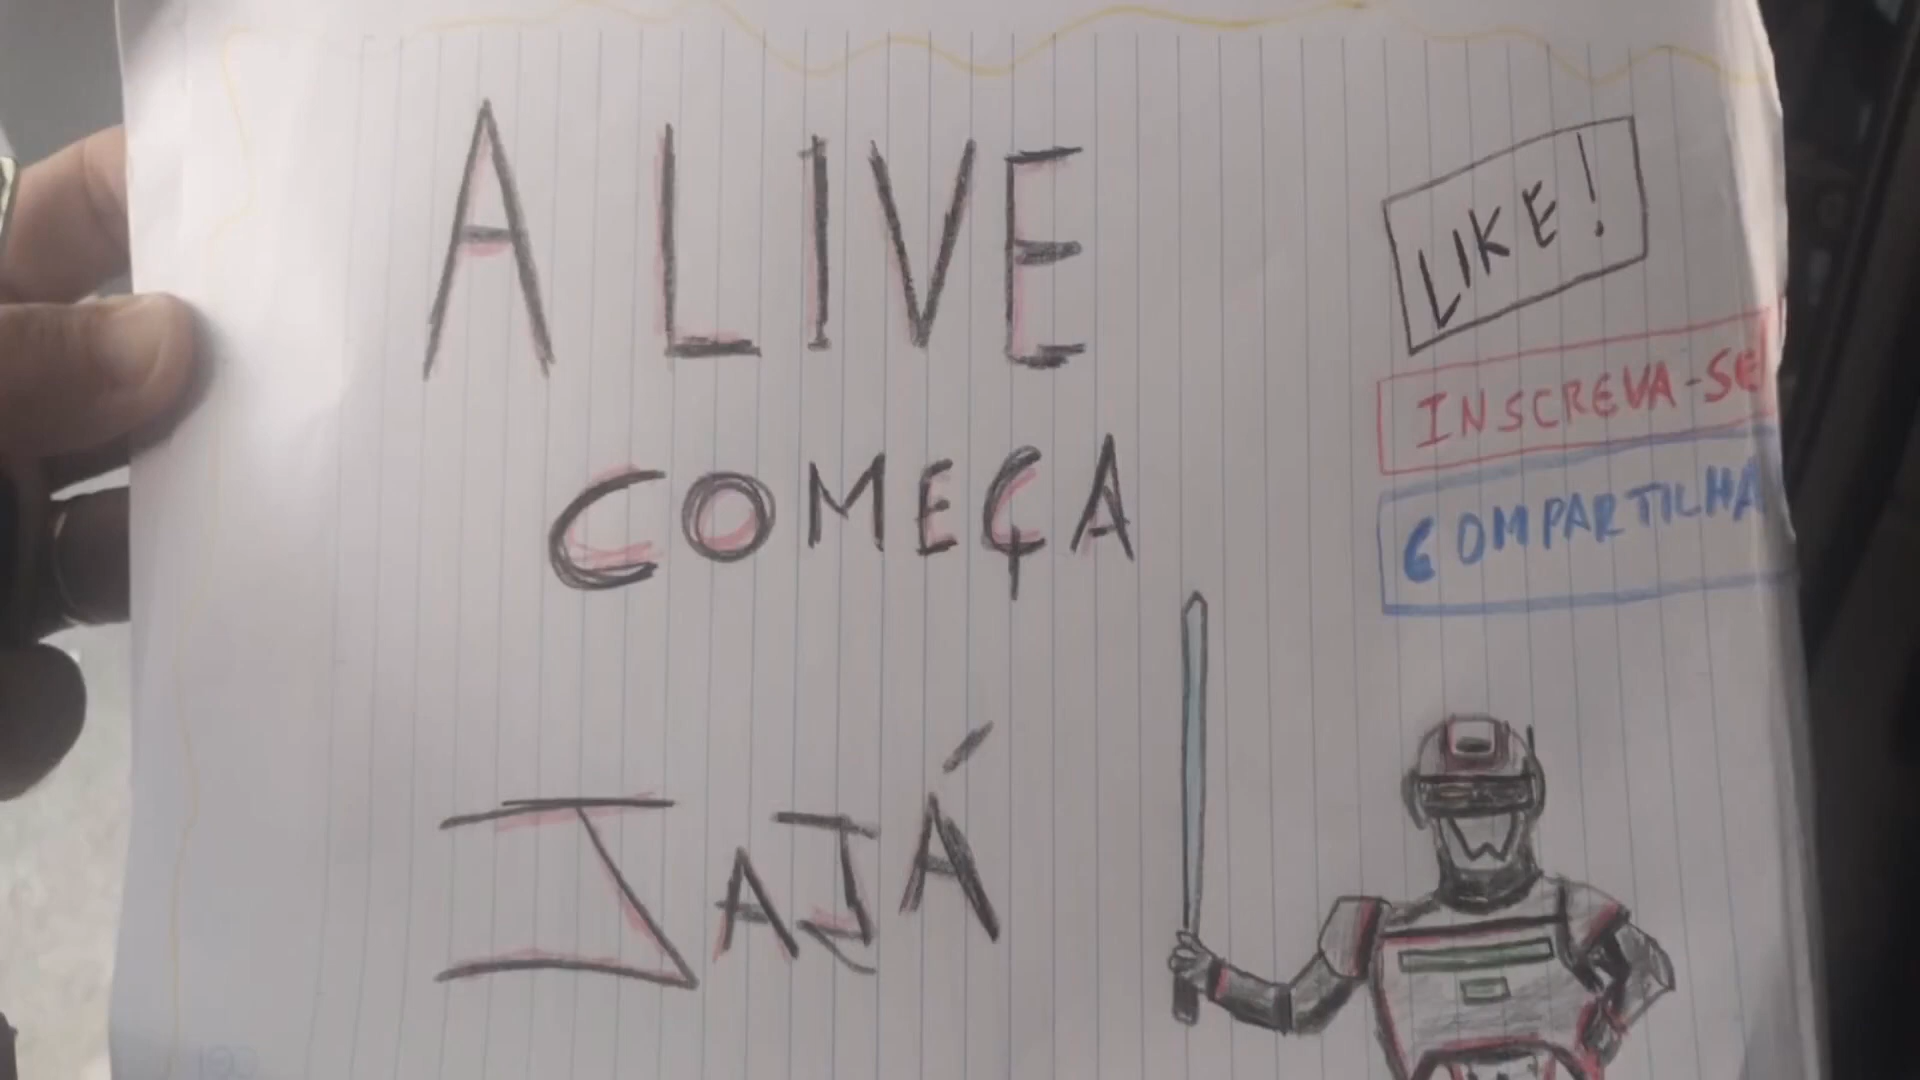 A LIVE
COMEÇA
JAJÁ
LIKE!
INSCREVA-SE
COMPARTILHA